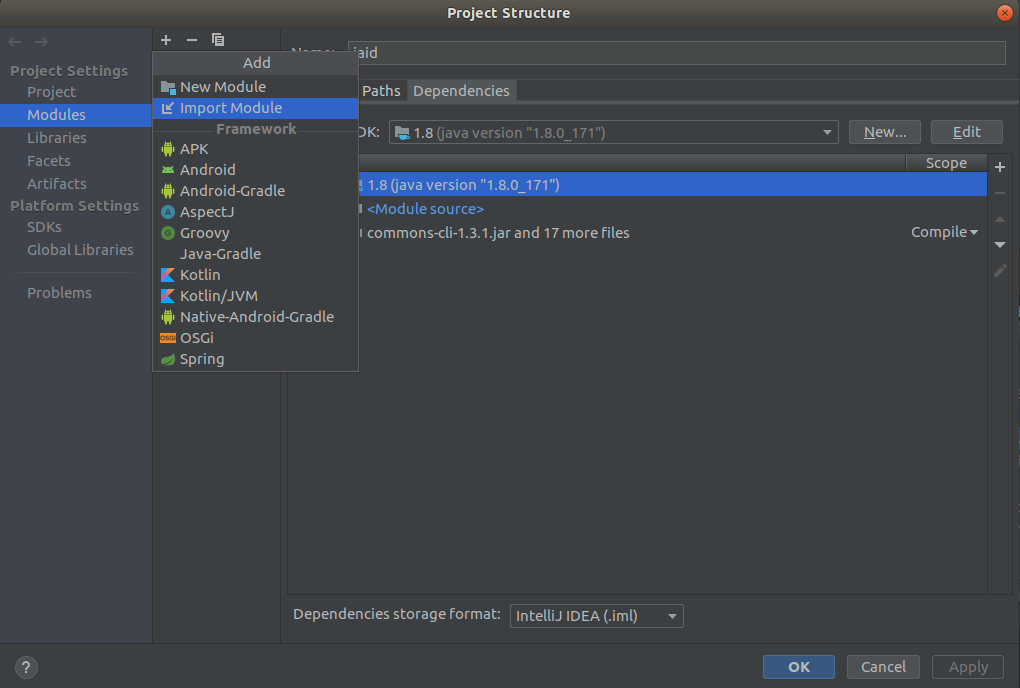 Project Structure
Project Settings
Project
Modules
Libraries
Facets
Artifacts
Platform Settings
SDKs
Global Libraries
Problems
Add
New Module
Import Module
Framework
APK
Android
Android-Gradle
AspectJ
Groovy
Java-Gradle
Kotlin
Kotlin/JVM
Native-Android-Gradle
OSGi
Spring
Name:
Paths Dependencies
1.8 (java version "1.8.0_171")
New... Edit
Scope
1.8 (java version "1.8.0_171")
<Module source>
commons-cli-1.3.1.jar and 17 more files Compile
Dependencies storage format: IntelliJ IDEA (.iml)
? OK Cancel Apply